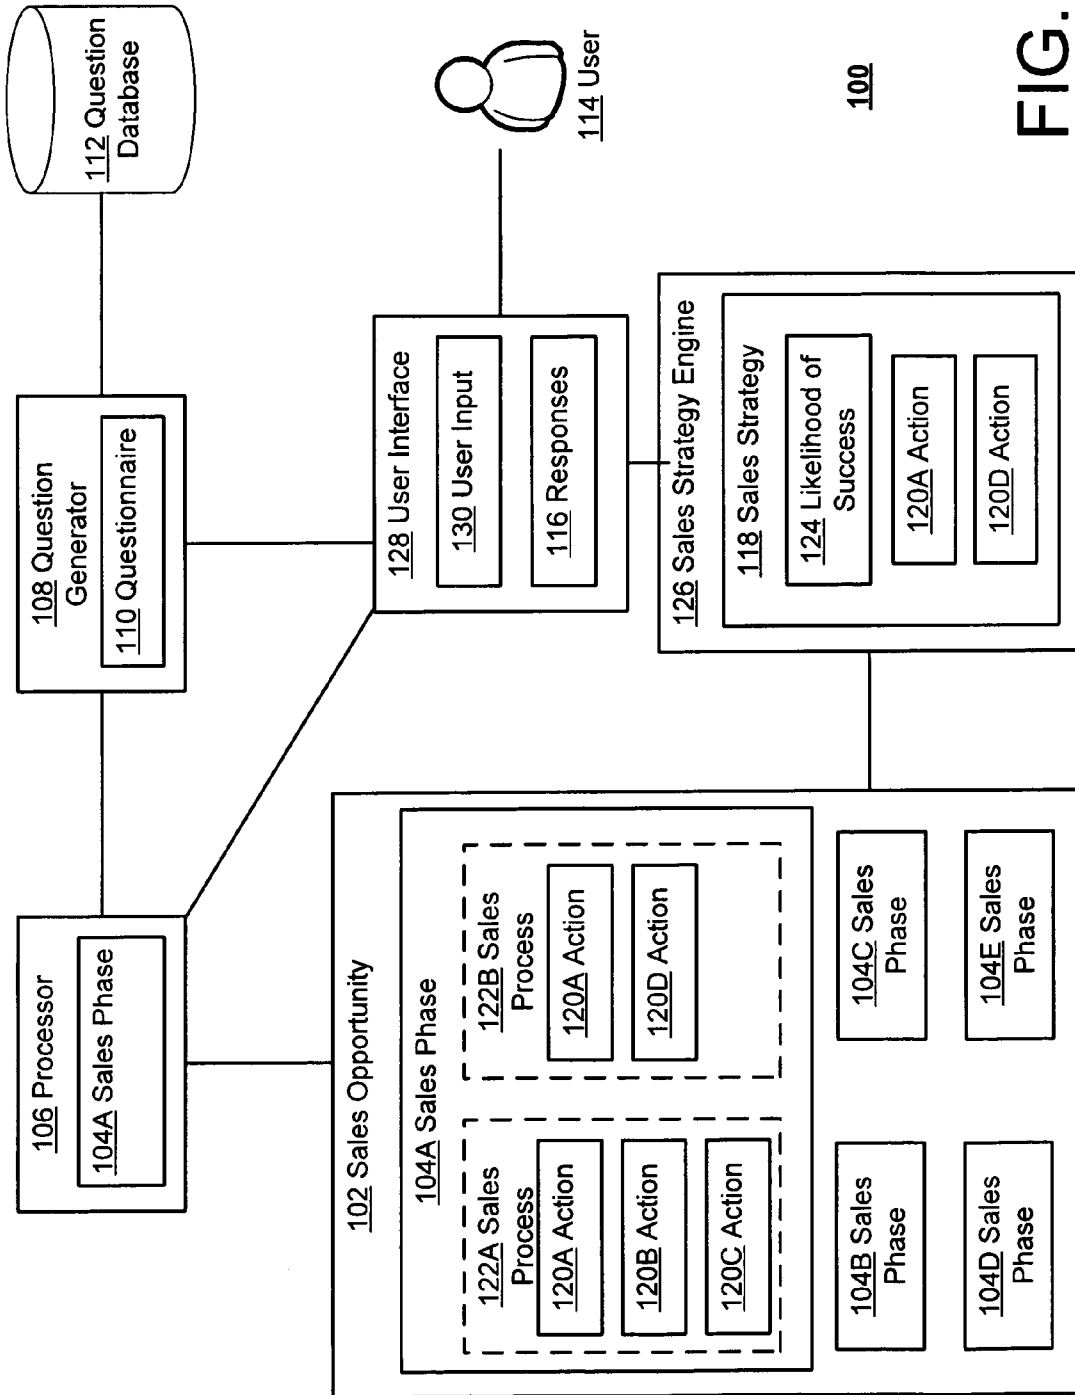 106 Processor
104A Sales Phase
108 Question
Generator
110 Questionnaire
112 Question
Database
102 Sales Opportunity
104A Sales Phase
122A Sales
Process
120A Action
120B Action
120C Action
122B Sales
Process
120A Action
120D Action
104B Sales
Phase
104C Sales
Phase
104D Sales
Phase
104E Sales
Phase
128 User Interface
130 User Input
116 Responses
114 User
126 Sales Strategy Engine
118 Sales Strategy
124 Likelihood of
Success
120A Action
120D Action
100
FIG.